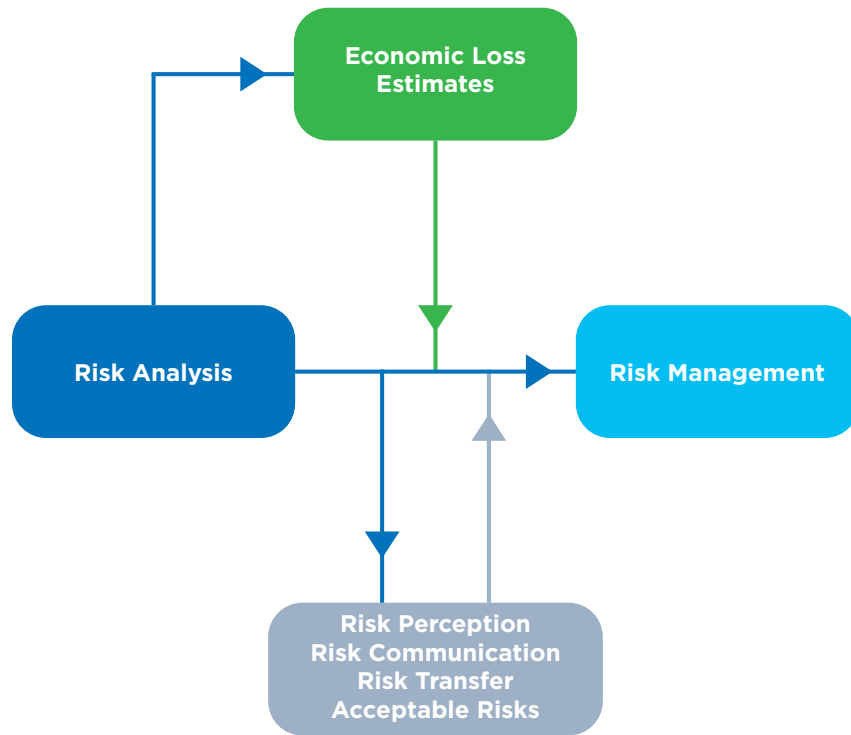 Economic Loss
Estimates
Risk Analysis
Risk Management
Risk Perception
Risk Communication
Risk Transfer
Acceptable Risks